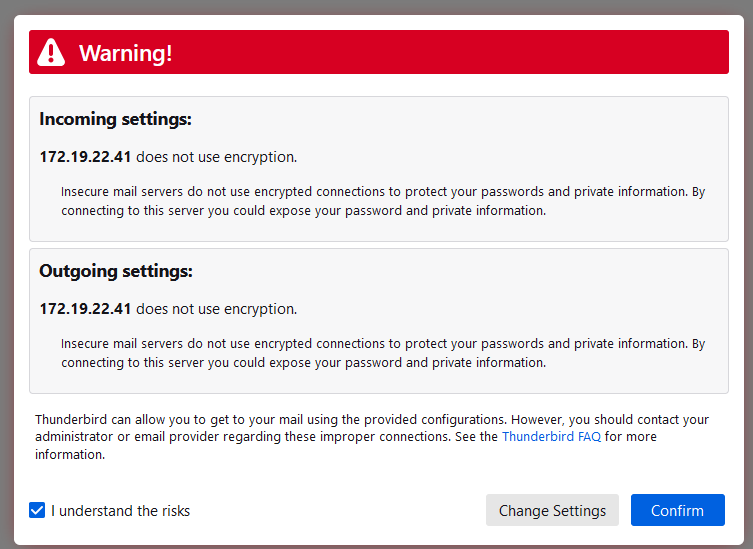 Warning!
Incoming settings:
172.19.22.41 does not use encryption.
Insecure mail servers do not use encrypted connections to protect your passwords and private information. By
connecting to this server you could expose your password and private information.
Outgoing settings:
172.19.22.41 does not use encryption.
Insecure mail servers do not use encrypted connections to protect your passwords and private information. By
connecting to this server you could expose your password and private information.
Thunderbird can allow you to get to your mail using the provided configurations. However, you should contact your
administrator or email provider regarding these improper connections. See the Thunderbird FAQ for more
information.
I understand the risks
Change Settings
Confirm